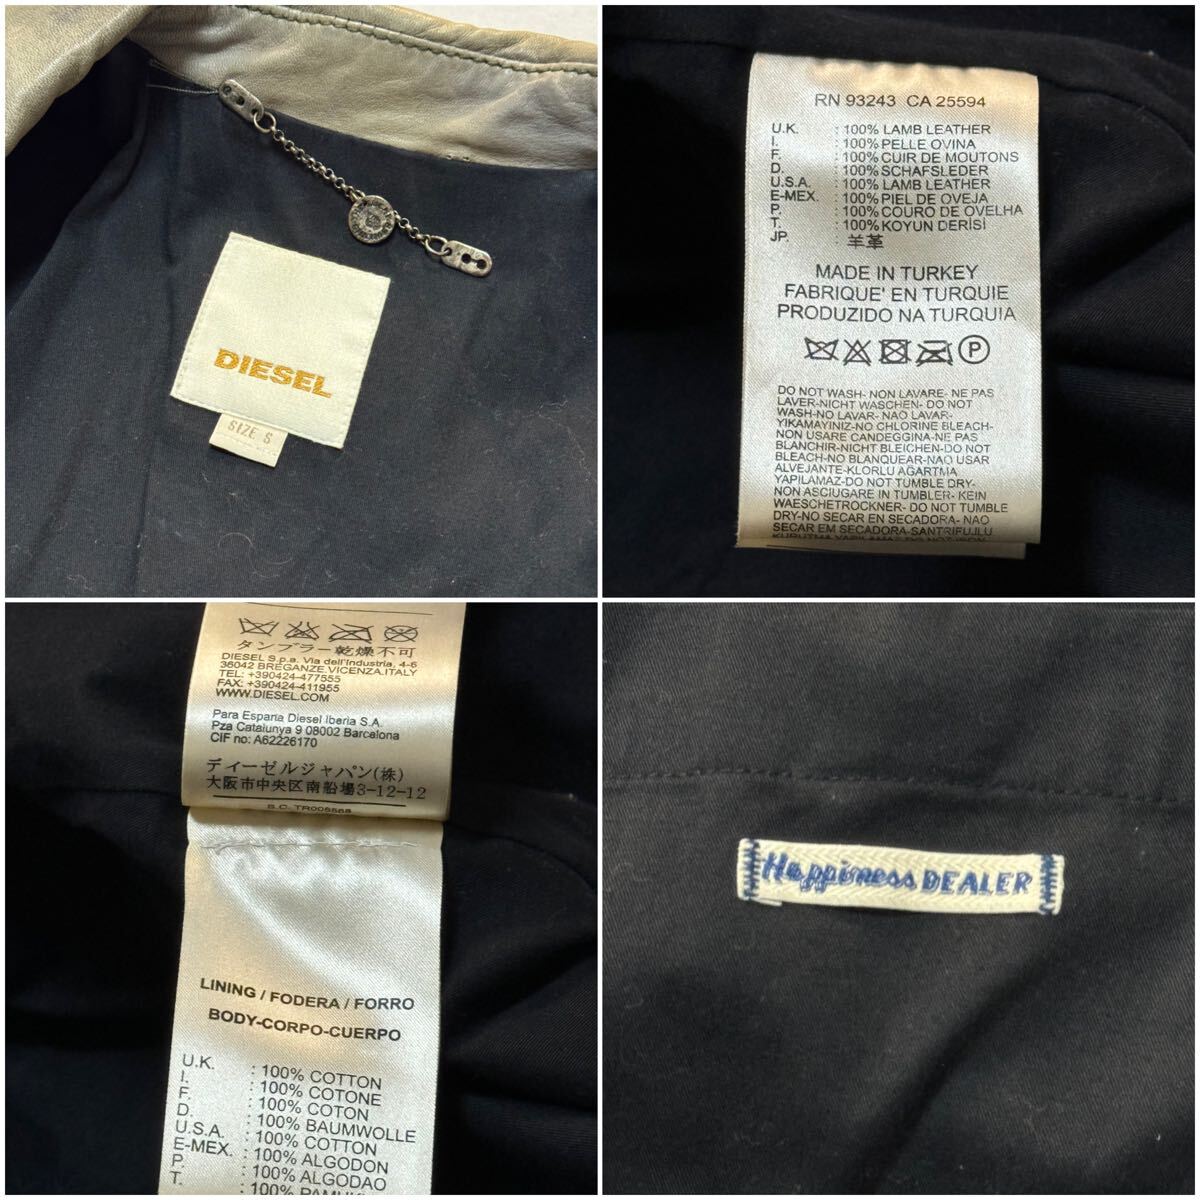 DIESEL
SIZE S
RN 93243 CA 25594
U.K. : 100% LAMB LEATHER
I. : 100% PELLE OVINA
F. : 100% CUIR DE MOUTONS
D. : 100% SCHAFSLEDER
U.S.A. : 100% LAMB LEATHER
E-MEX. : 100% PIEL DE OVEJA
P. : 100% COURO DE OVELHA
T. : 100% KOYUN DERİSİ
JP. : 羊革
MADE IN TURKEY
FABRIQUE' EN TURQUIE
PRODUZIDO NA TURQUIA
P
DO NOT WASH- NON LAVARE- NE PAS
LAVER-NICHT WASCHEN- DO NOT
WASH-NO LAVAR- NAO LAVAR-
YIKAMAYINIZ-NO CHLORINE BLEACH-
NON USARE CANDEGGINA-NE PAS
BLANCHIR-NICHT BLEICHEN-DO NOT
BLEACH-NO BLANQUEAR-NAO USAR
ALVEJANTE-KLORLU AĞARTMA
YAPILAMAZ-DO NOT TUMBLE DRY-
NON ASCIUGARE IN TUMBLER- KEIN
WAESCHETROCKNER- DO NOT TUMBLE
DRY-NO SECAR EN SECADORA- NAO
SECAR EM SECADORA-SANTRIFUJLU
KURUTMA YAPILAMAZ-DO NOT IRON
タンブラー乾燥不可
DIESEL S.p.a. Via dell'Industria, 4-6
36042 BREGANZE VICENZA ITALY
TEL: +390424-477555
FAX: +390424-411955
WWW.DIESEL.COM
Para Espana Diesel Iberia S.A.
Pza Catalunya 9 08002 Barcelona
CIF no: A62226170
ディーゼルジャパン(株)
大阪市中央区南船場3-12-12
B.C. TR005568
LINING / FODERA / FORRO
BODY-CORPO-CUERPO
U.K. : 100% COTTON
I. : 100% COTONE
F. : 100% COTON
D. : 100% BAUMWOLLE
U.S.A. : 100% COTTON
E-MEX. : 100% ALGODON
P. : 100% ALGODAO
T. : 100% PAMUK
Happiness DEALER